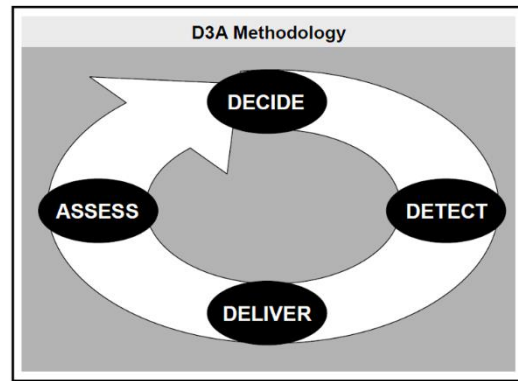 D3A Methodology
DECIDE
DETECT
DELIVER
ASSESS